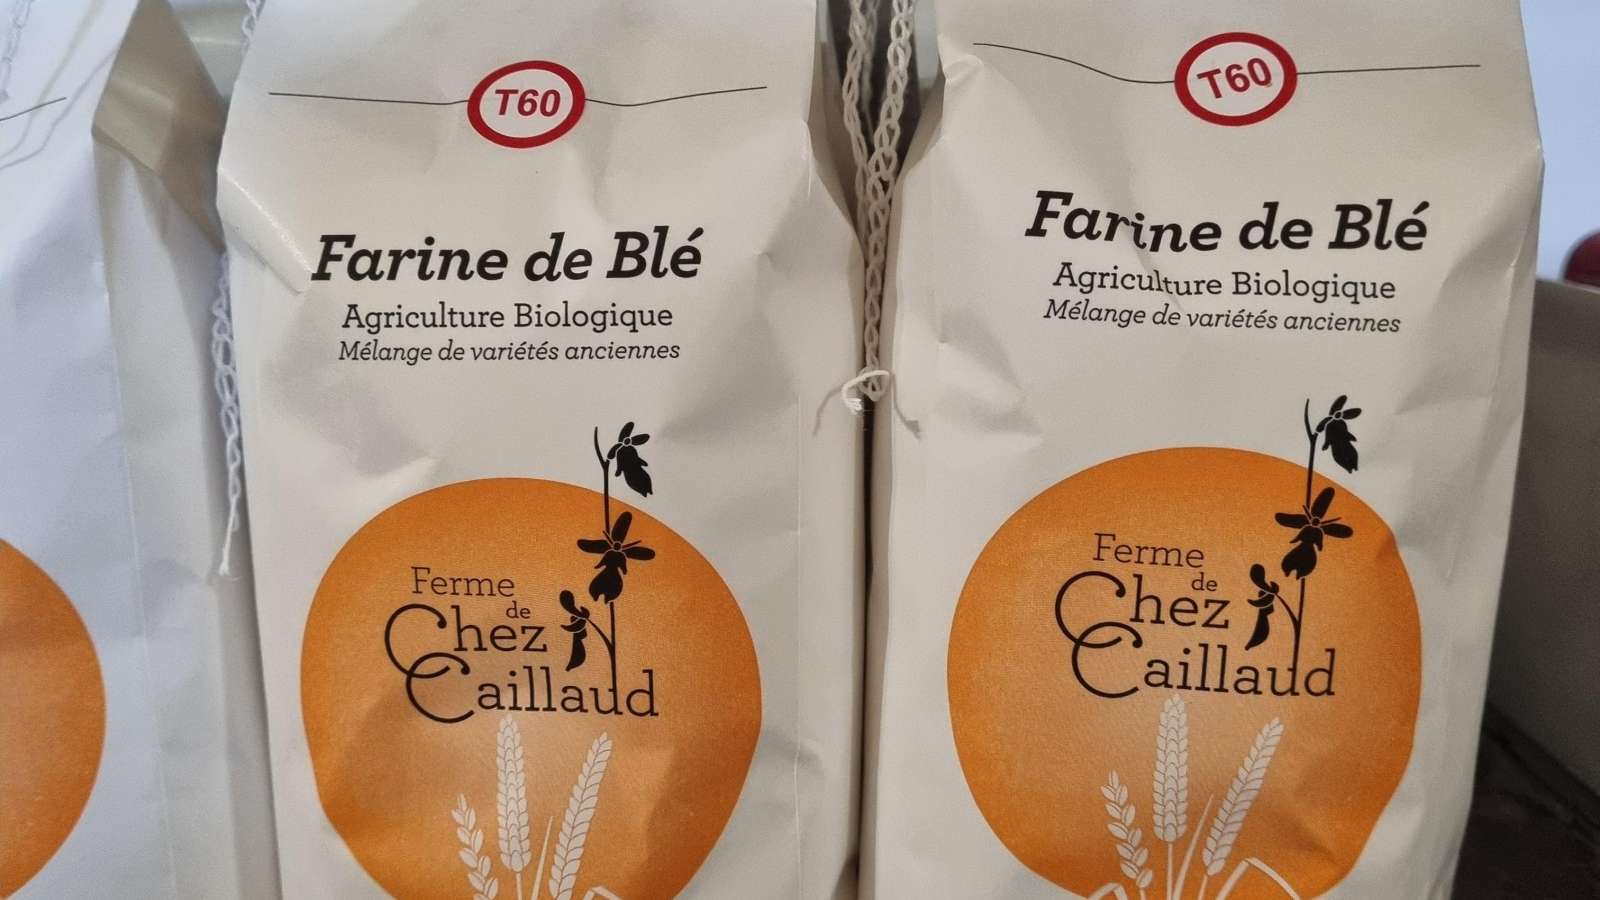 T60
Farine de Blé
Agriculture Biologique
Mélange de variétés anciennes
Ferme
de
Chez
Caillaud
T60
Farine de Blé
Agriculture Biologique
Mélange de variétés anciennes
Ferme
de
Chez
Caillaud